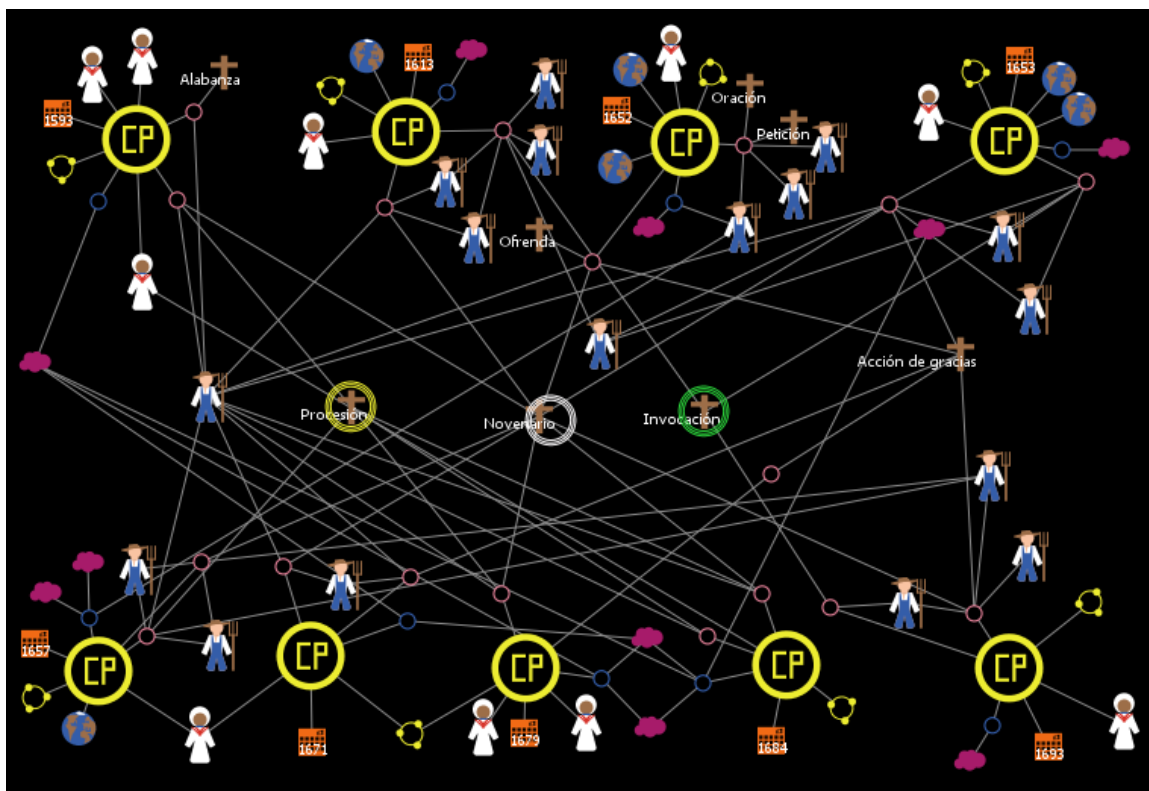 Alabanza
1593
CP
1613
CP
Ofrenda
1652
CP
Oración
Petición
1653
CP
Procesión
Novenario
Invocación
Acción de gracias
1657
CP
CP
1671
CP
1679
CP
1684
CP
1693